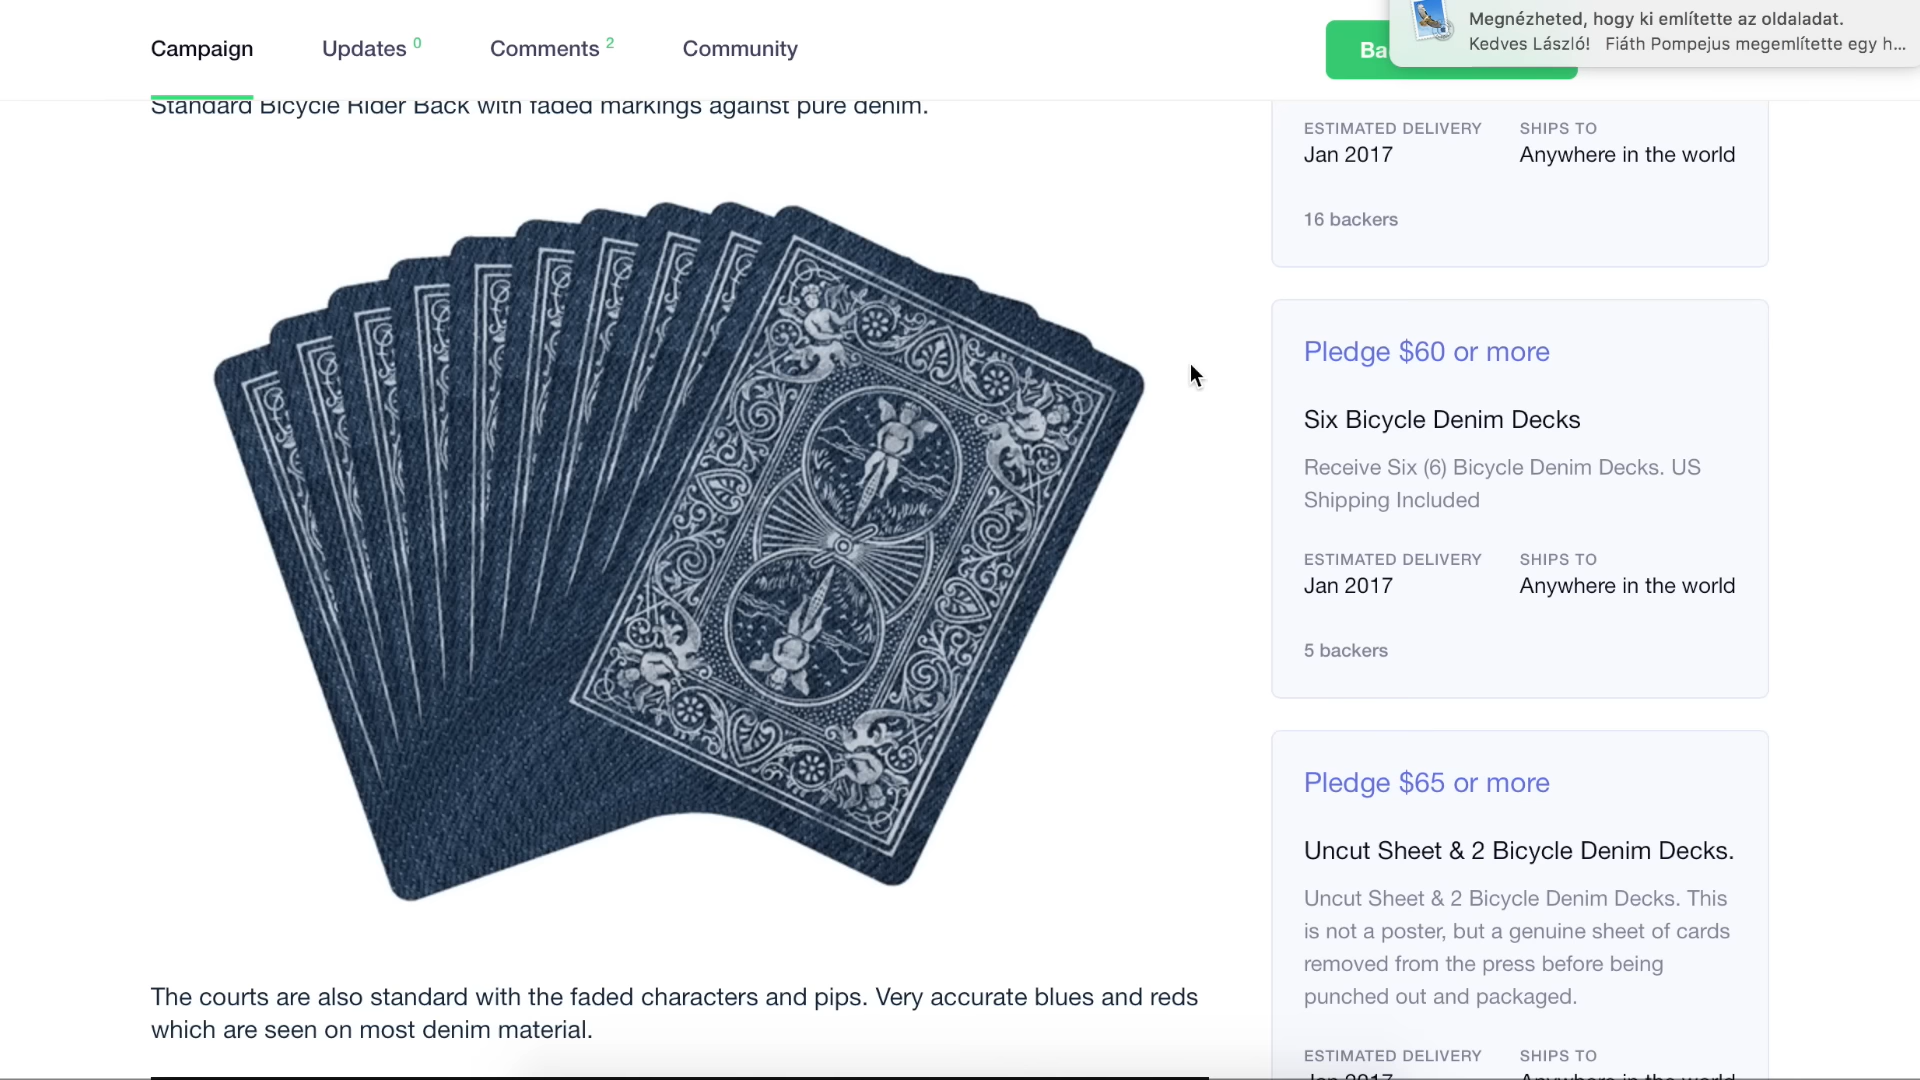 Campaign
Updates 0
Comments 2
Community
Megnézheted, hogy ki említette az oldaladat.
Kedves László! Fiáth Pompejus megemlítette egy h...
Standard Bicycle Rider Back with faded markings against pure denim.
ESTIMATED DELIVERY
Jan 2017
SHIPS TO
Anywhere in the world
16 backers
Pledge $60 or more
Six Bicycle Denim Decks
Receive Six (6) Bicycle Denim Decks. US
Shipping Included
ESTIMATED DELIVERY
Jan 2017
SHIPS TO
Anywhere in the world
5 backers
Pledge $65 or more
Uncut Sheet & 2 Bicycle Denim Decks.
Uncut Sheet & 2 Bicycle Denim Decks. This
is not a poster, but a genuine sheet of cards
removed from the press before being
punched out and packaged.
ESTIMATED DELIVERY
Jan 2017
SHIPS TO
Anywhere in the world
The courts are also standard with the faded characters and pips. Very accurate blues and reds
which are seen on most denim material.